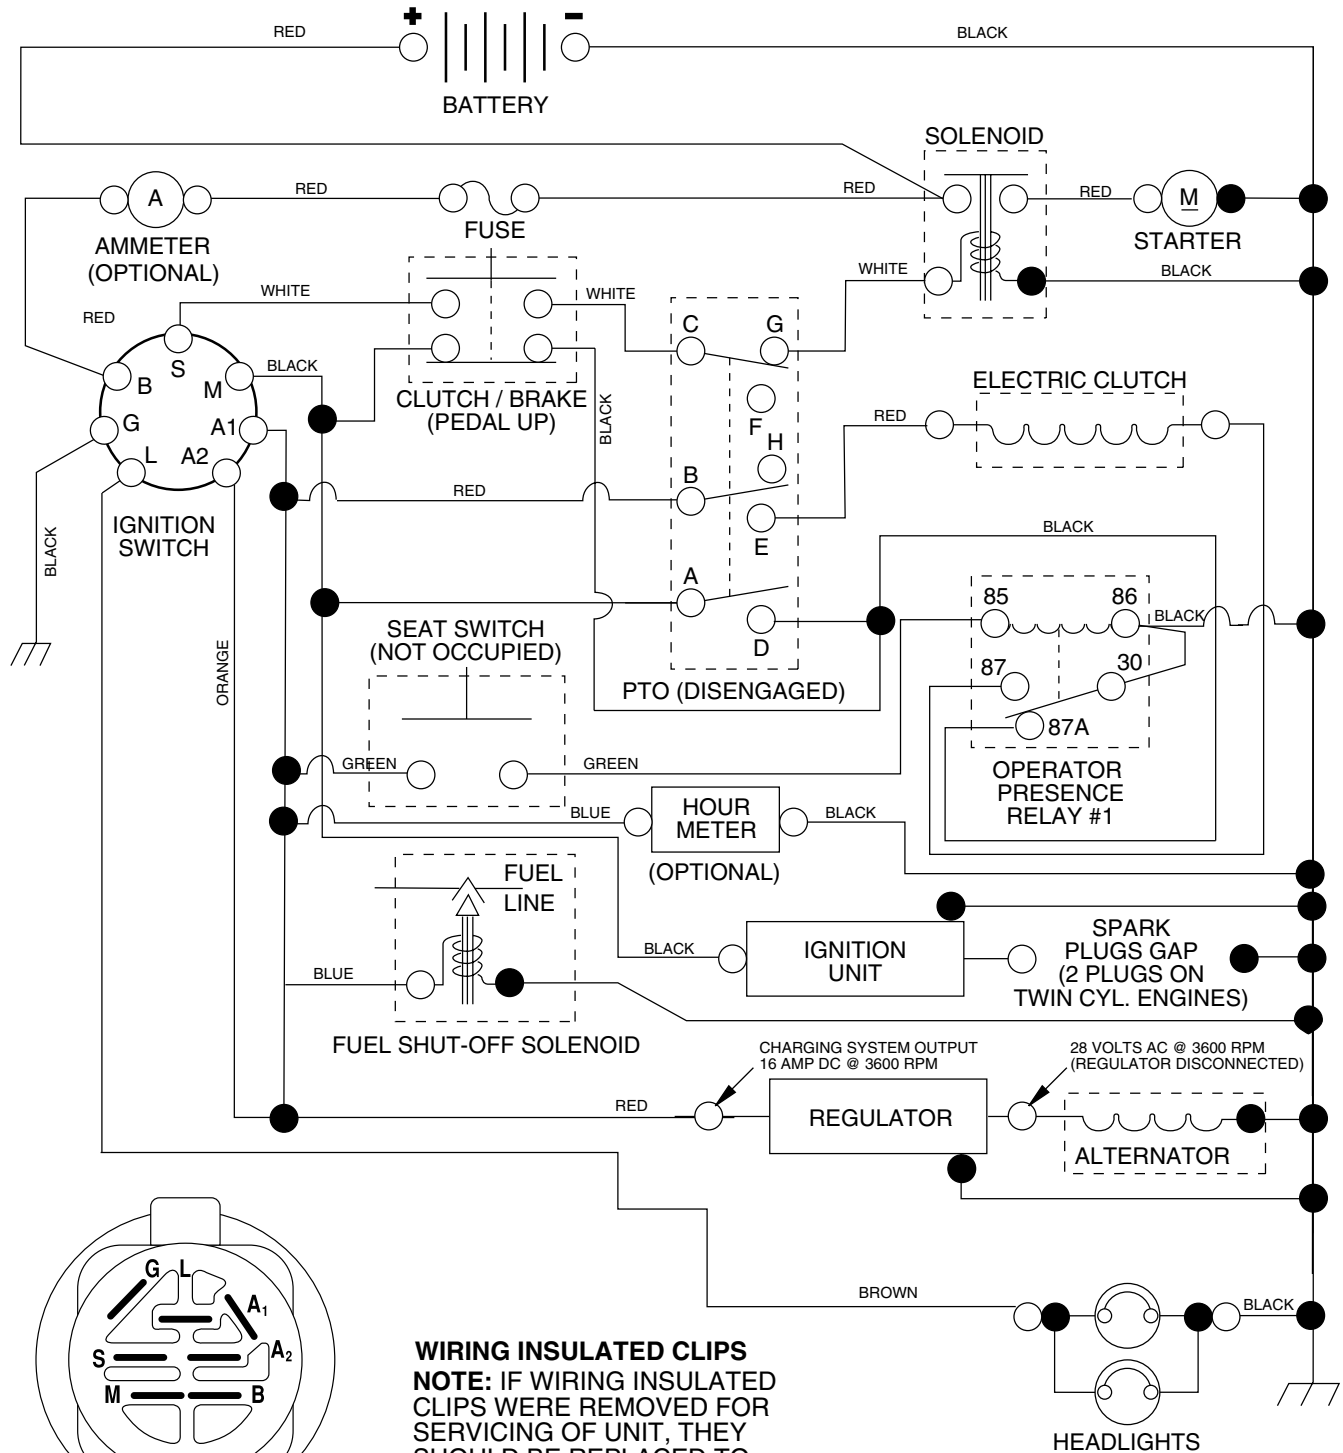 RED
+
-
BLACK
BATTERY
SOLENOID
A
RED
RED
RED
M
FUSE
STARTER
AMMETER
(OPTIONAL)
WHITE
BLACK
WHITE
WHITE
RED
C
G
S
B
M
BLACK
ELECTRIC CLUTCH
CLUTCH / BRAKE
(PEDAL UP)
BLACK
F
RED
G
A1
H
L
A2
B
RED
IGNITION
SWITCH
BLACK
E
BLACK
A
85
86
BLACK
SEAT SWITCH
(NOT OCCUPIED)
D
ORANGE
87
30
PTO (DISENGAGED)
87A
GREEN
GREEN
OPERATOR
PRESENCE
RELAY #1
BLUE
HOUR
METER
BLACK
(OPTIONAL)
FUEL
LINE
BLACK
IGNITION
UNIT
SPARK
PLUGS GAP
(2 PLUGS ON
TWIN CYL. ENGINES)
BLUE
FUEL SHUT-OFF SOLENOID
CHARGING SYSTEM OUTPUT
16 AMP DC @ 3600 RPM
28 VOLTS AC @ 3600 RPM
(REGULATOR DISCONNECTED)
RED
REGULATOR
ALTERNATOR
G
L
A1
S
A2
M
B
BROWN
BLACK
HEADLIGHTS
WIRING INSULATED CLIPS
NOTE: IF WIRING INSULATED
CLIPS WERE REMOVED FOR
SERVICING OF UNIT, THEY
SHOULD BE REPLACED TO